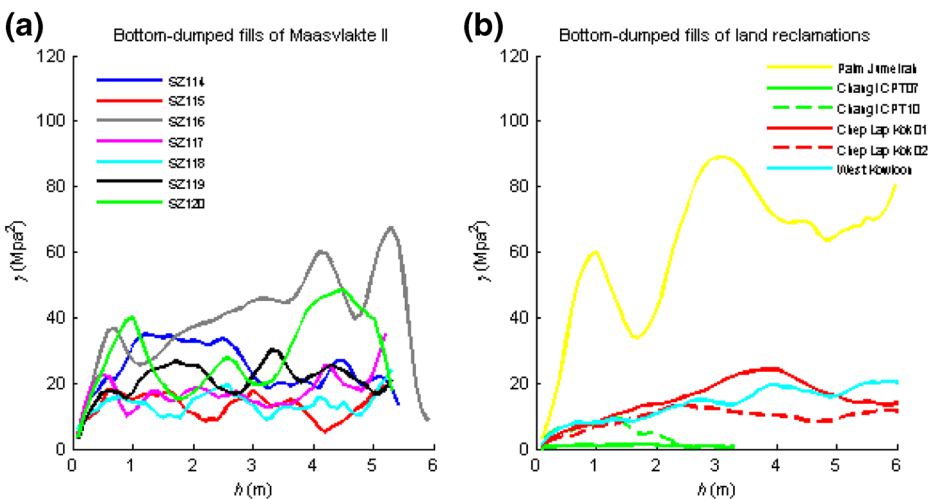 (a)
Bottom-dumped fills of Maasvlakte II
120
100
80
60
40
20
0
γ (Mpa²)
SZ114
SZ115
SZ116
SZ117
SZ118
SZ119
SZ120
0 1 2 3 4 5 6
h (m)
(b)
Bottom-dumped fills of land reclamations
120
100
80
60
40
20
0
γ (Mpa²)
Palm Jumeirah
Changi CPT07
Changi CPT10
Chep Lap Kok 01
Chep Lap Kok 02
West Kowloon
0 1 2 3 4 5 6
h (m)